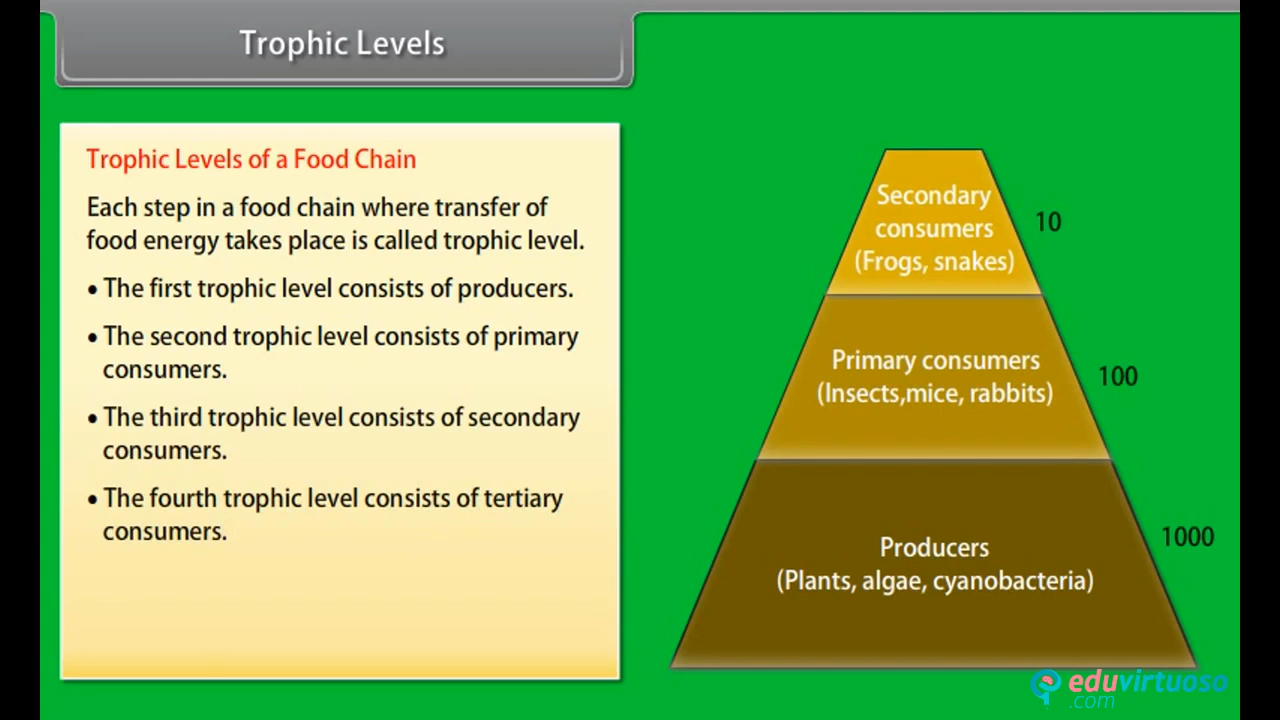 Trophic Levels
Trophic Levels of a Food Chain
Each step in a food chain where transfer of
food energy takes place is called trophic level.
• The first trophic level consists of producers.
• The second trophic level consists of primary
consumers.
• The third trophic level consists of secondary
consumers.
• The fourth trophic level consists of tertiary
consumers.
Secondary
consumers
(Frogs, snakes)
10
Primary consumers
(Insects,mice, rabbits)
100
Producers
(Plants, algae, cyanobacteria)
1000
eduvirtuoso
.com